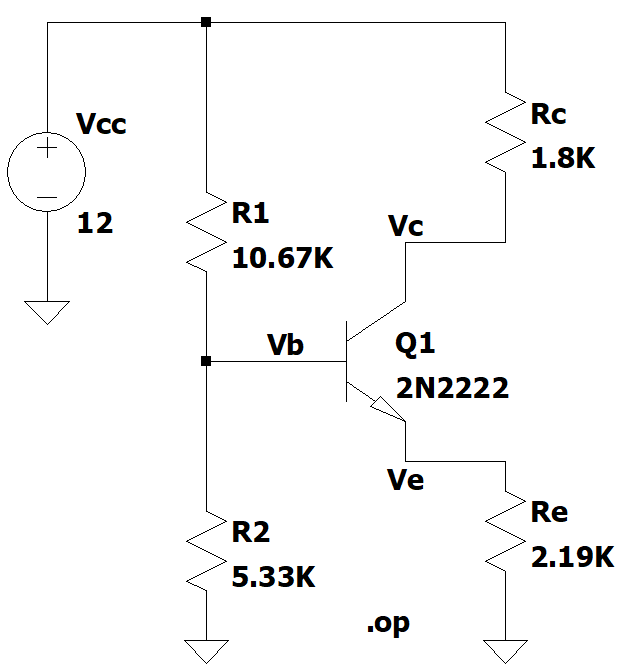 Vcc
12
R1
10.67K
Rc
1.8K
Vc
Vb
Q1
2N2222
Ve
R2
5.33K
Re
2.19K
.op